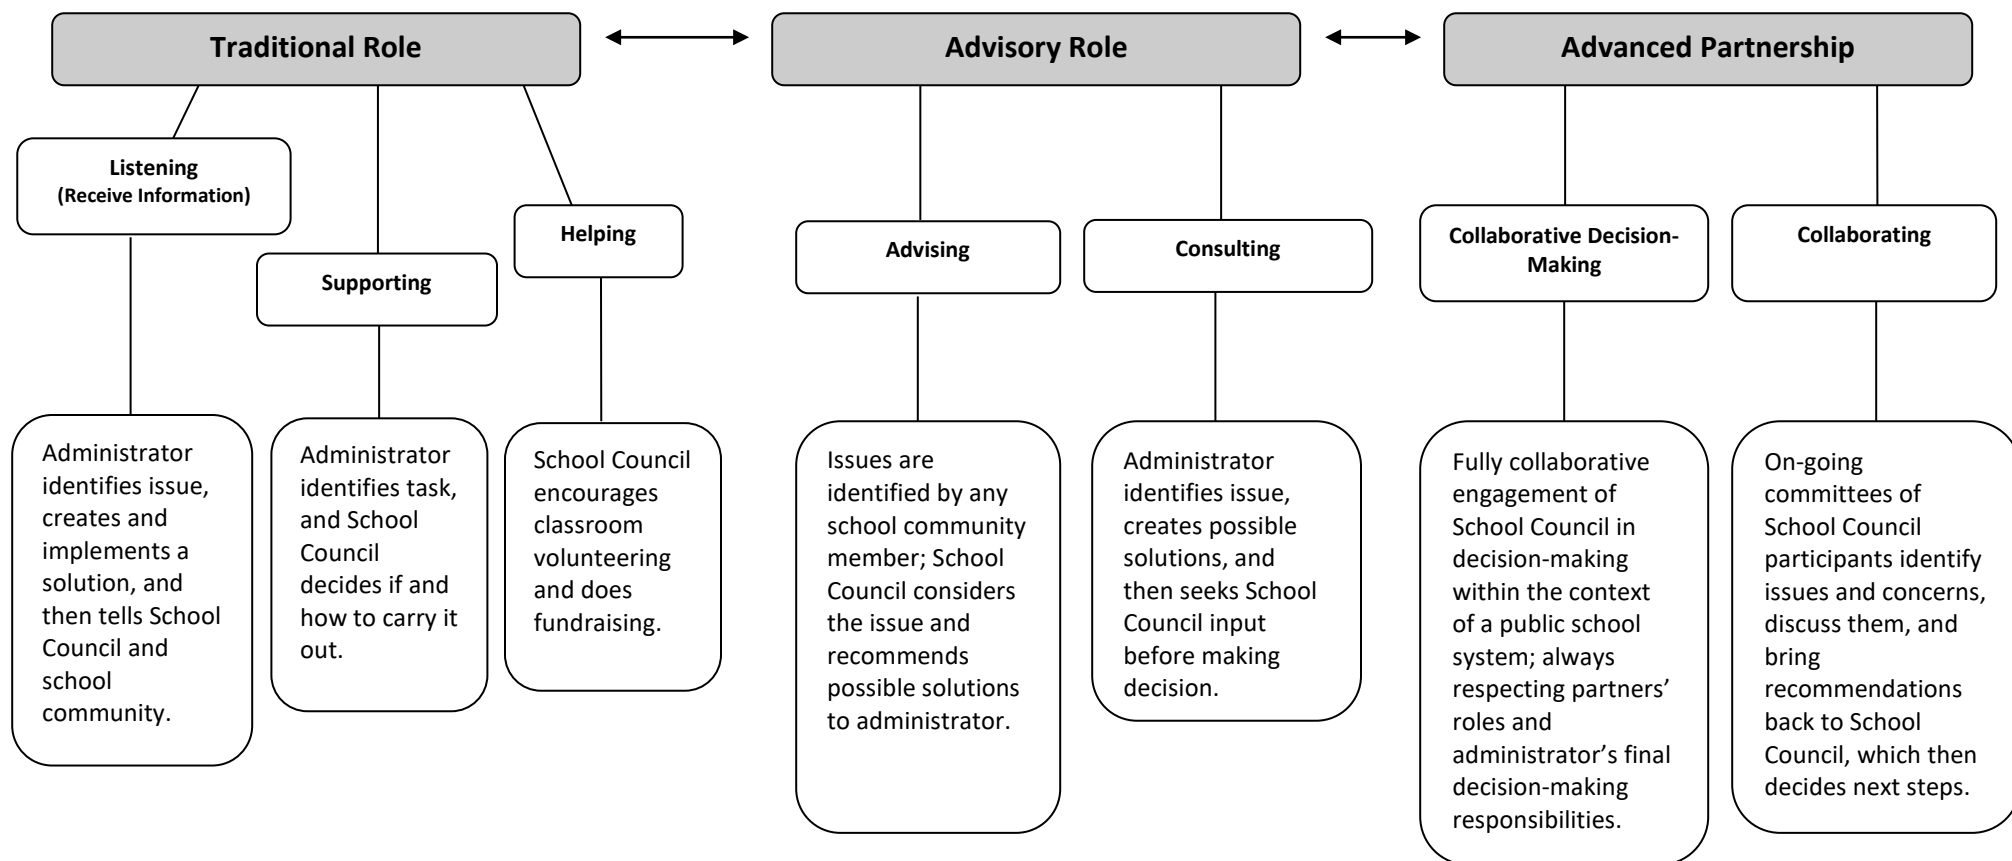 Traditional Role
Advisory Role
Advanced Partnership
Listening
(Receive Information)
Supporting
Helping
Advising
Consulting
Collaborative Decision-
Making
Collaborating
Administrator
identifies issue,
creates and
implements a
solution, and
then tells School
Council and
school
community.
Administrator
identifies task,
and School
Council
decides if and
how to carry it
out.
School Council
encourages
classroom
volunteering
and does
fundraising.
Issues are
identified by any
school community
member; School
Council considers
the issue and
recommends
possible solutions
to administrator.
Administrator
identifies issue,
creates possible
solutions, and
then seeks School
Council input
before making
decision.
Fully collaborative
engagement of
School Council in
decision-making
within the context
of a public school
system; always
respecting partners’
roles and
administrator’s final
decision-making
responsibilities.
On-going
committees of
School Council
participants identify
issues and concerns,
discuss them, and
bring
recommendations
back to School
Council, which then
decides next steps.